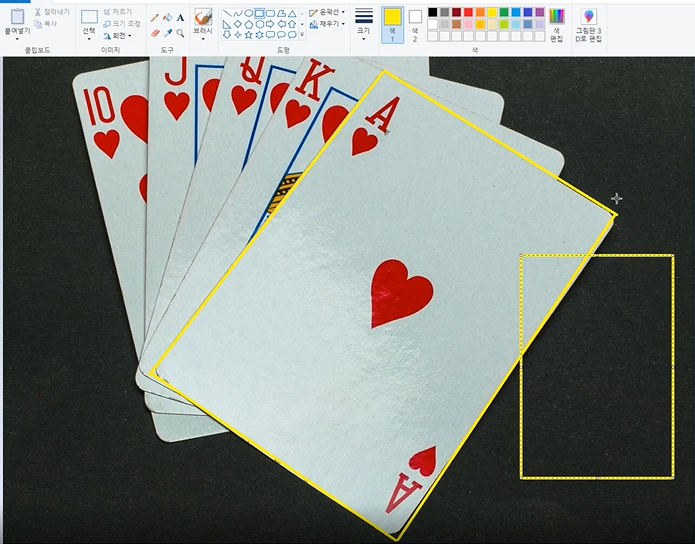 붙여넣기
잘라내기
복사
클립보드
선택
자르기
크기 조정
회전
이미지
A
도구
브러시
윤곽선
채우기
도형
크기
색 1
색 2
색 편집
색
그림판 3D로 편집
10
J
Q
K
A
A